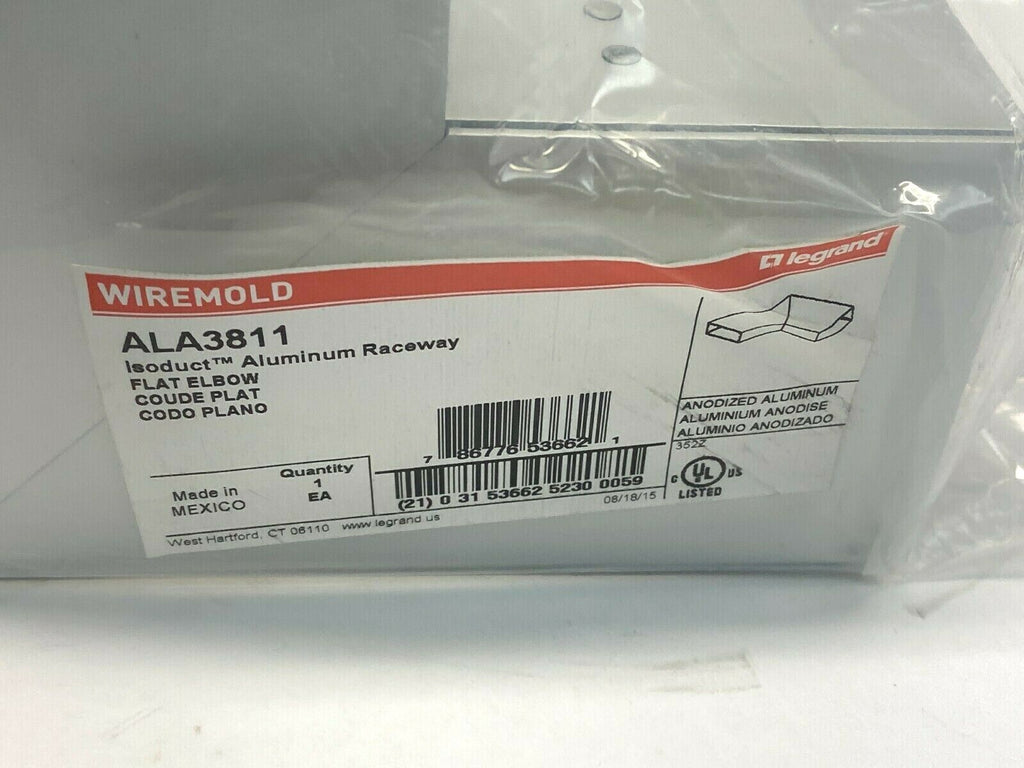 WIREMOLD
legrand
ALA3811
Isoduct™ Aluminum Raceway
FLAT ELBOW
COUDE PLAT
CODO PLANO
ANODIZED ALUMINUM
ALUMINIUM ANODISE
ALUMINIO ANODIZADO
352Z
7 86776 53662 1
Made in
MEXICO
Quantity
1
EA
(21) 0 31 53662 5230 0059
08/18/15
C UL US
LISTED
West Hartford, CT 06110 www legrand us